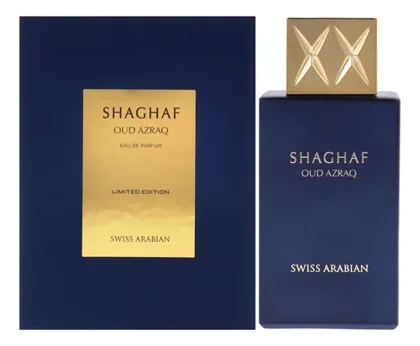 SHAGHAF
OUD AZRAQ
EAU DE PARFUM
LIMITED EDITION
SWISS ARABIAN
SHAGHAF
OUD AZRAQ
SWISS ARABIAN